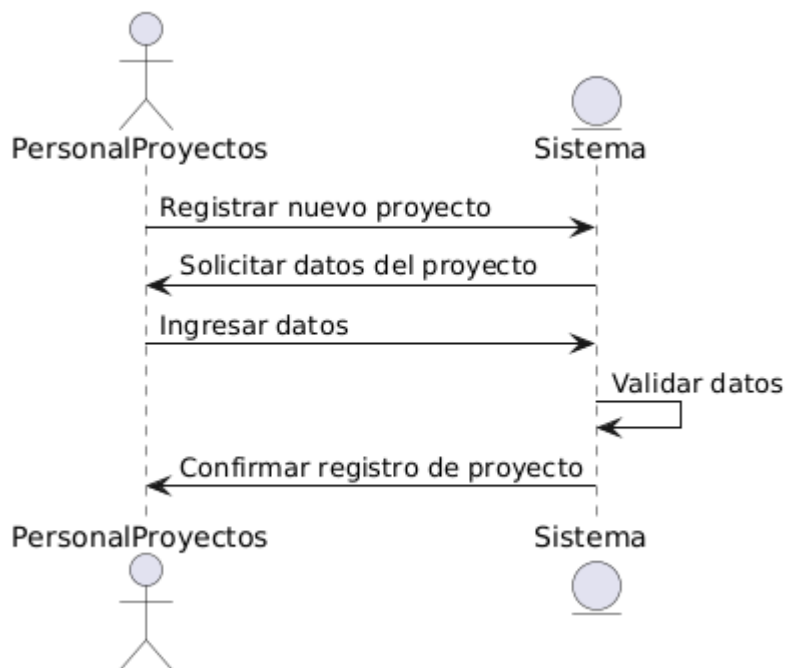 PersonalProyectos
Sistema
Registrar nuevo proyecto
Solicitar datos del proyecto
Ingresar datos
Validar datos
Confirmar registro de proyecto
PersonalProyectos
Sistema